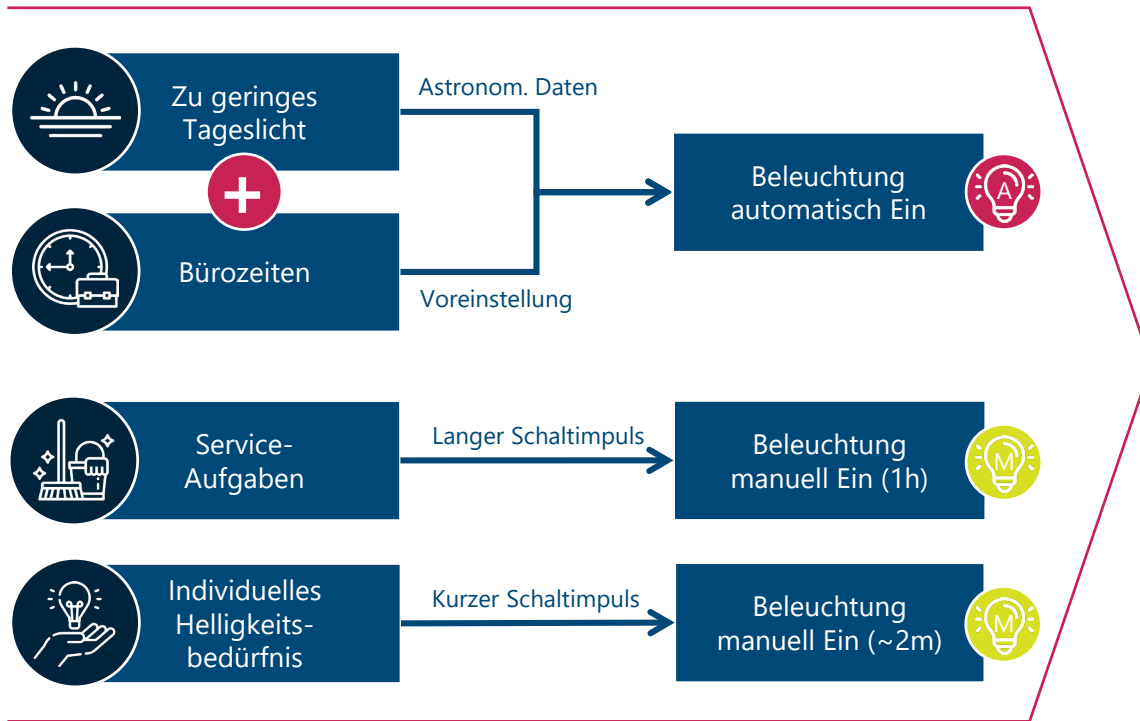 Zu geringes
Tageslicht
Astronom. Daten
+
Bürozeiten
Voreinstellung
Beleuchtung
automatisch Ein
A
Service-
Aufgaben
Langer Schaltimpuls
Beleuchtung
manuell Ein (1h)
M
Individuelles
Helligkeits-
bedürfnis
Kurzer Schaltimpuls
Beleuchtung
manuell Ein (~2m)
M